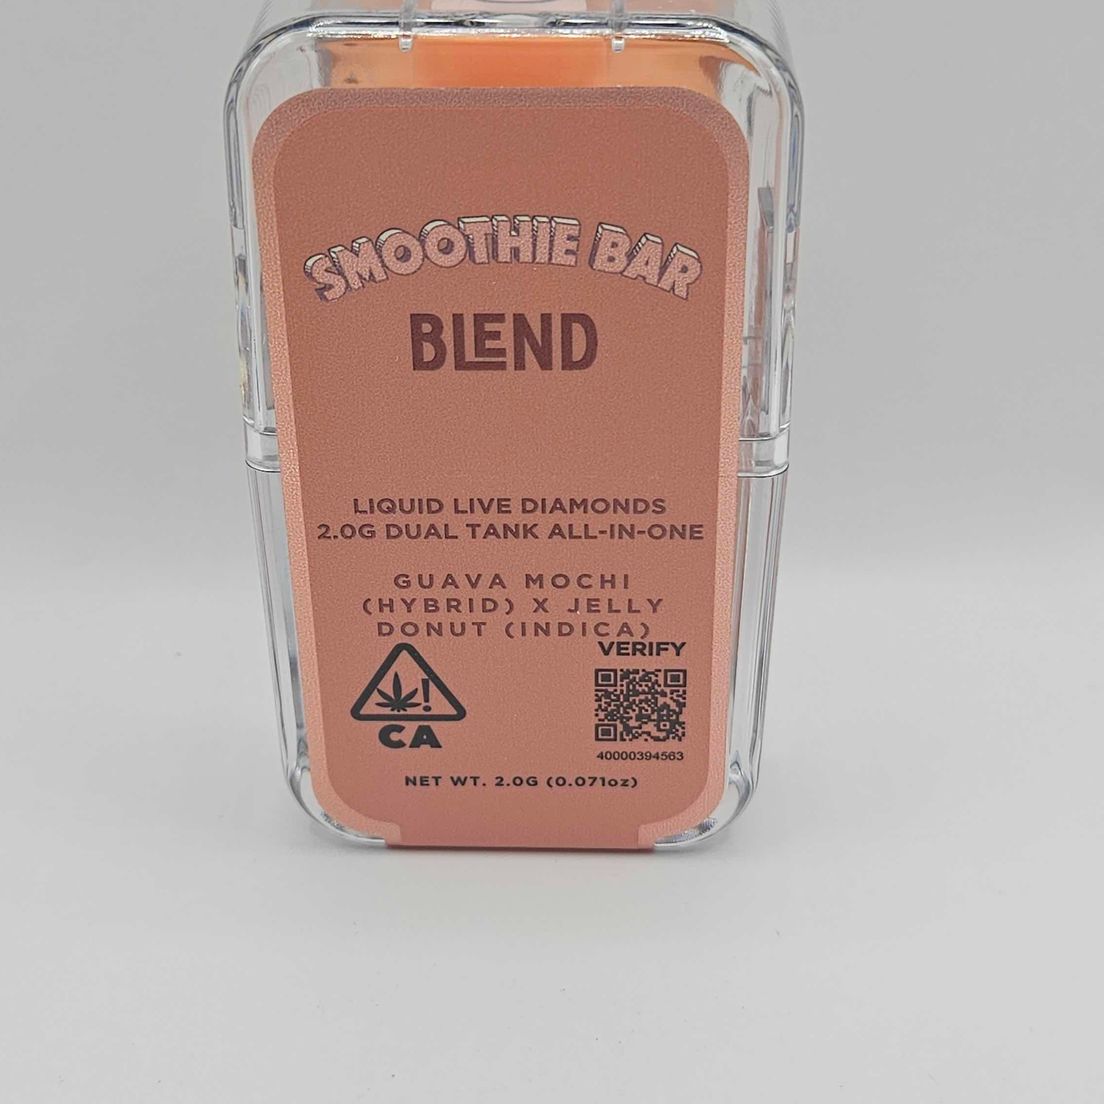 SMOOTHIE BAR
BLEND
LIQUID LIVE DIAMONDS
2.0G DUAL TANK ALL-IN-ONE
GUAVA MOCHI
(HYBRID) X JELLY
DONUT (INDICA)
VERIFY
!
CA
40000394563
NET WT. 2.0G (0.071oz)